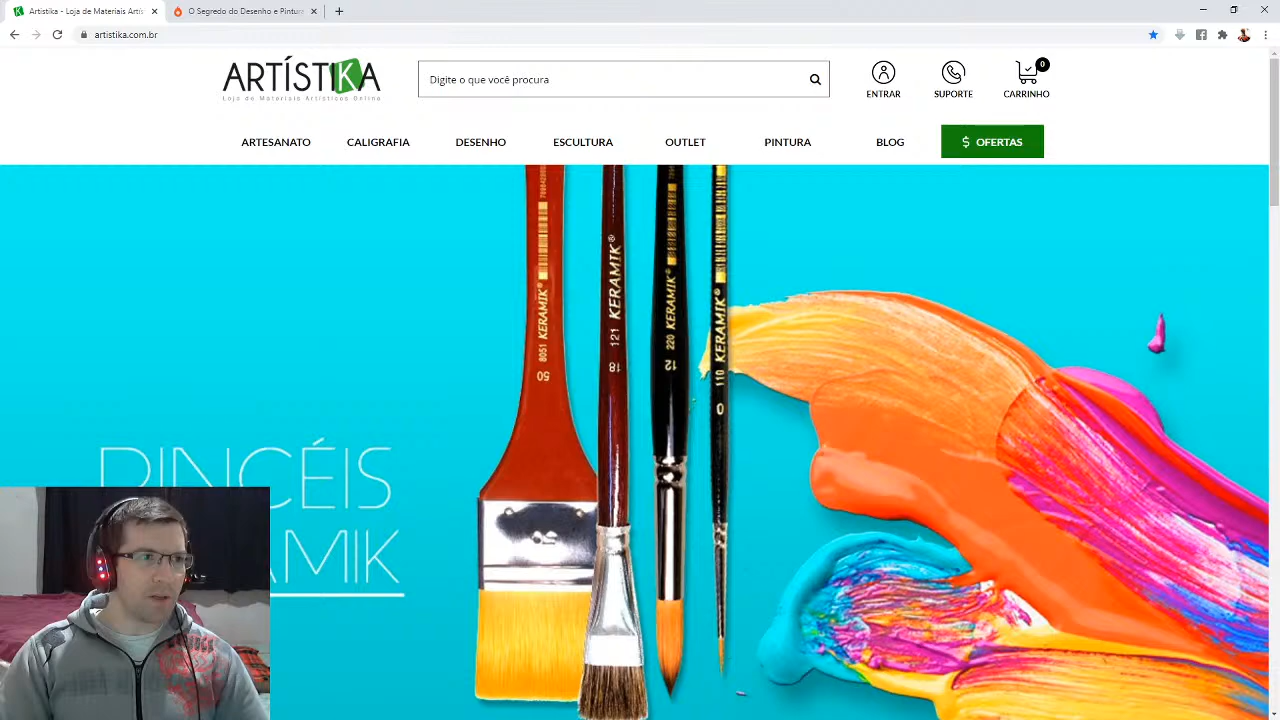 Artístika - Loja de Materiais Artís
O Segredo do Desenho e Pintura
artistika.com.br
ARTÍSTIKA
Loja de Materiais Artísticos Online
Digite o que você procura
ENTRAR
SUPORTE
0
CARRINHO
ARTESANATO
CALIGRAFIA
DESENHO
ESCULTURA
OUTLET
PINTURA
BLOG
$ OFERTAS
50 8051 KERAMIK®
18 121 KERAMIK®
12 220 KERAMIK®
0 110 KERAMIK®
PINCÉIS
AMIK